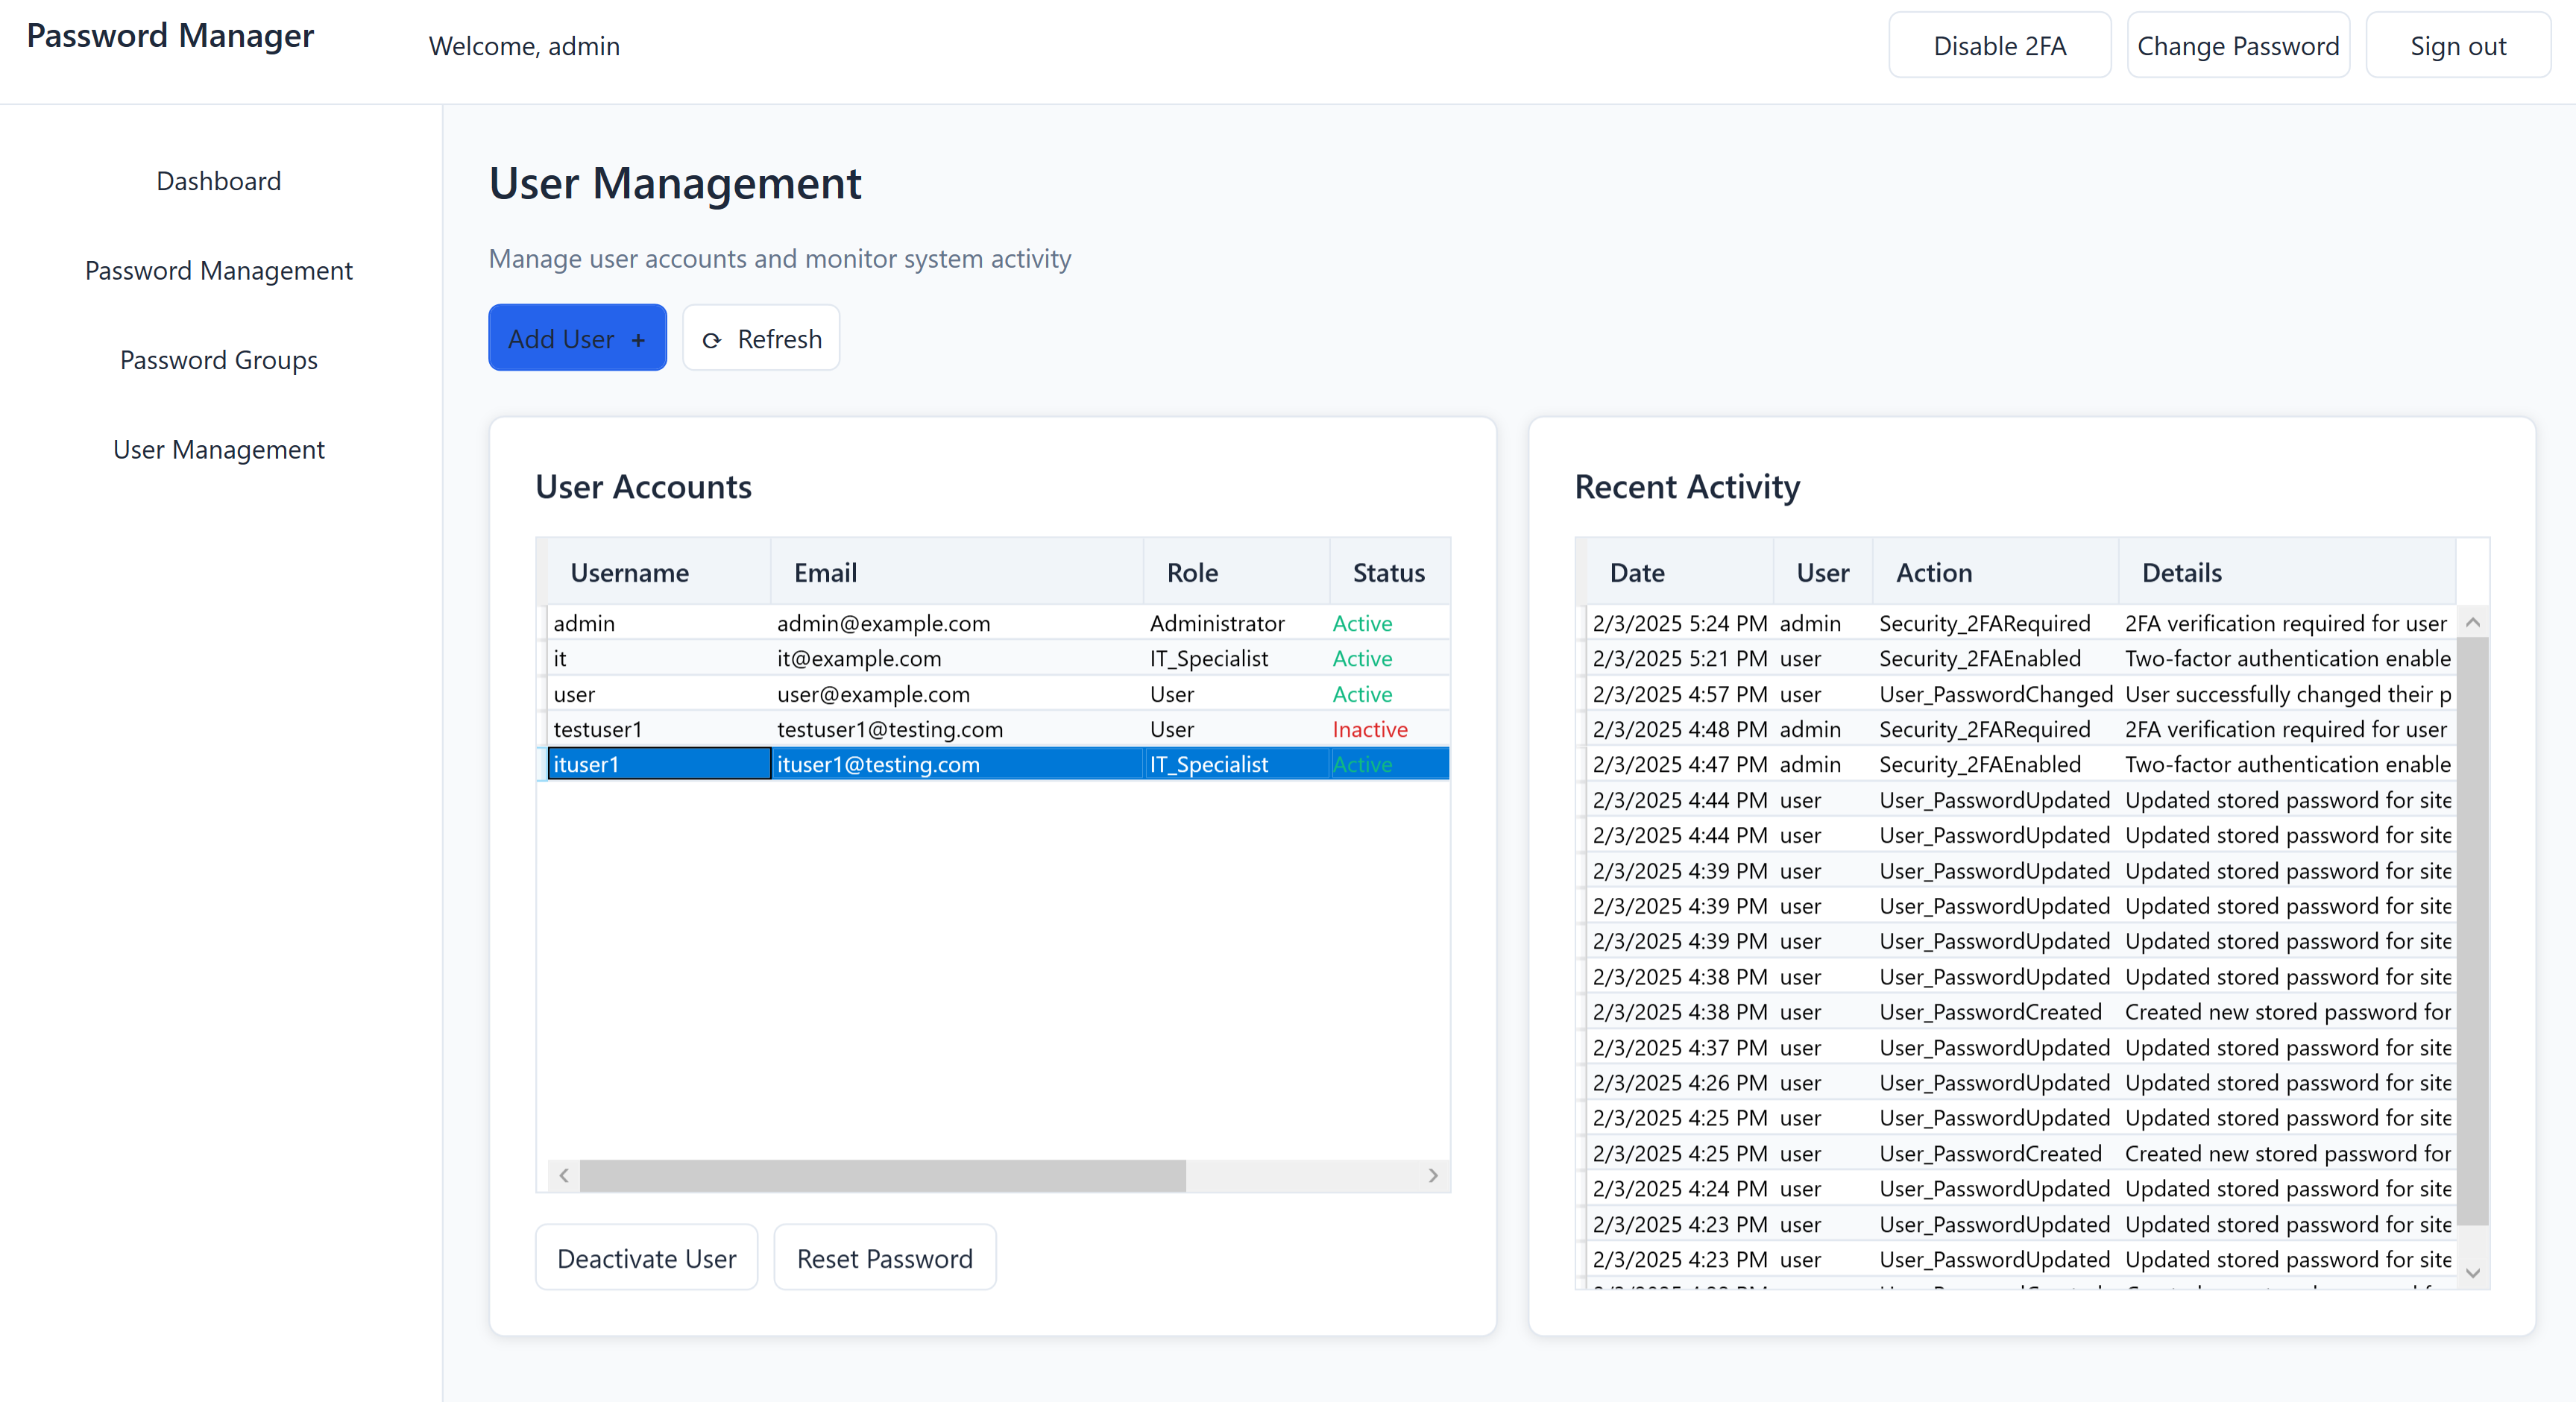 Password Manager
Welcome, admin
Disable 2FA
Change Password
Sign out
Dashboard
Password Management
Password Groups
User Management
User Management
Manage user accounts and monitor system activity
Add User +
⟳ Refresh
User Accounts
Username Email Role Status
admin admin@example.com Administrator Active
it it@example.com IT_Specialist Active
user user@example.com User Active
testuser1 testuser1@testing.com User Inactive
ituser1 ituser1@testing.com IT_Specialist Active
Deactivate User
Reset Password
Recent Activity
Date User Action Details
2/3/2025 5:24 PM admin Security_2FARequired 2FA verification required for user
2/3/2025 5:21 PM user Security_2FAEnabled Two-factor authentication enable
2/3/2025 4:57 PM user User_PasswordChanged User successfully changed their p
2/3/2025 4:48 PM admin Security_2FARequired 2FA verification required for user
2/3/2025 4:47 PM admin Security_2FAEnabled Two-factor authentication enable
2/3/2025 4:44 PM user User_PasswordUpdated Updated stored password for site
2/3/2025 4:44 PM user User_PasswordUpdated Updated stored password for site
2/3/2025 4:39 PM user User_PasswordUpdated Updated stored password for site
2/3/2025 4:39 PM user User_PasswordUpdated Updated stored password for site
2/3/2025 4:39 PM user User_PasswordUpdated Updated stored password for site
2/3/2025 4:38 PM user User_PasswordUpdated Updated stored password for site
2/3/2025 4:38 PM user User_PasswordCreated Created new stored password for
2/3/2025 4:37 PM user User_PasswordUpdated Updated stored password for site
2/3/2025 4:26 PM user User_PasswordUpdated Updated stored password for site
2/3/2025 4:25 PM user User_PasswordUpdated Updated stored password for site
2/3/2025 4:25 PM user User_PasswordCreated Created new stored password for
2/3/2025 4:24 PM user User_PasswordUpdated Updated stored password for site
2/3/2025 4:23 PM user User_PasswordUpdated Updated stored password for site
2/3/2025 4:23 PM user User_PasswordUpdated Updated stored password for site